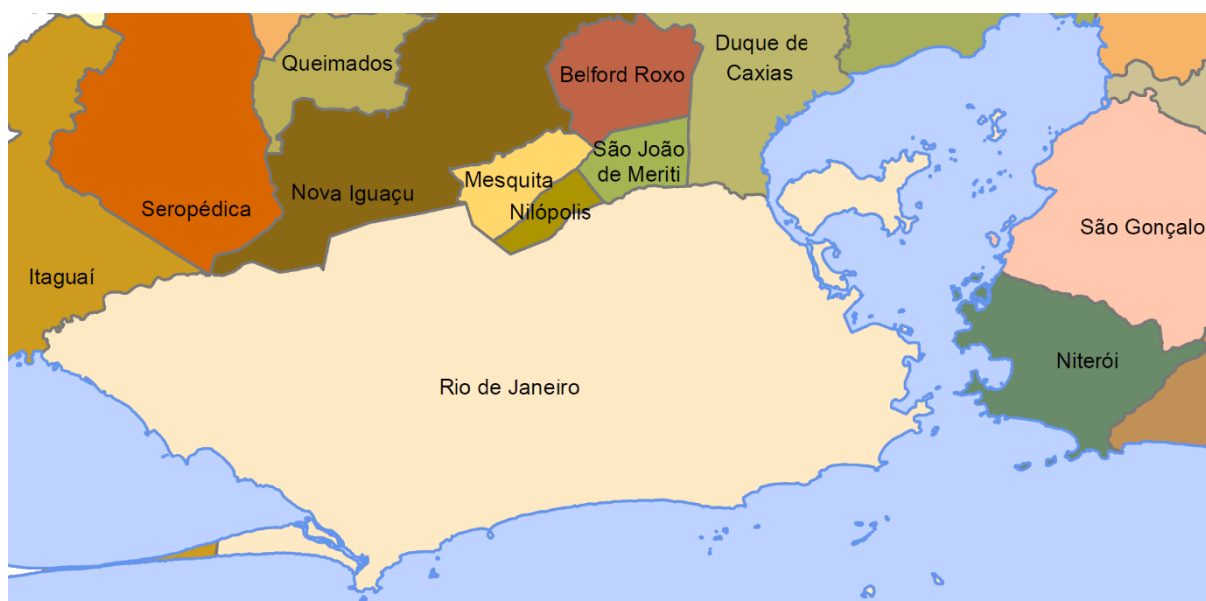 Duque de
Caxias
Queimados
Belford Roxo
São João
de Meriti
Mesquita
Nova Iguaçu
Seropédica
Nilópolis
São Gonçalo
Itaguaí
Niterói
Rio de Janeiro